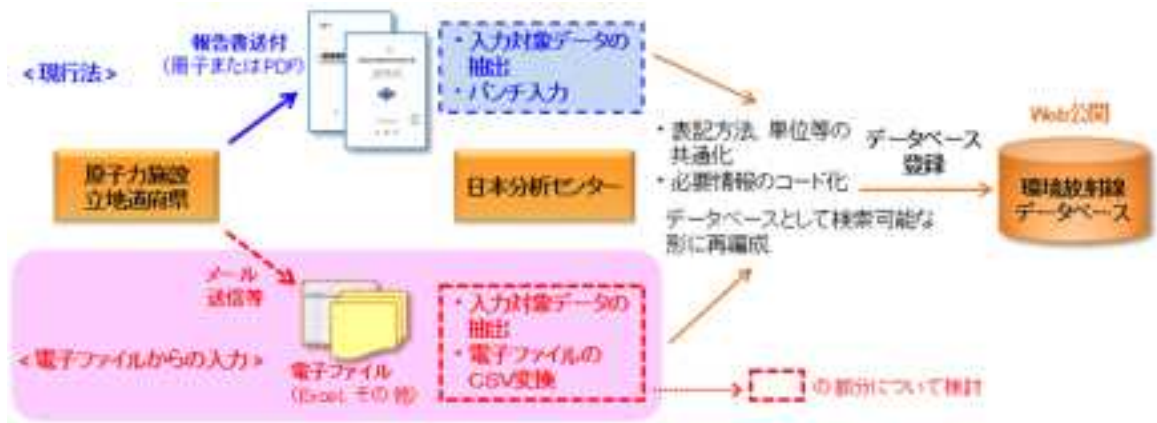 報告書送付
(冊子またはPDF)
<現行法>
・入力対象データの
抽出
・パンチ入力
原子力施設
立地道府県
日本分析センター
・表記方法、単位等の
共通化
・必要情報のコード化
データベースとして検索可能な
形に再編成
データベース
登録
Web公開
環境放射線
データベース
メール
送信等
<電子ファイルからの入力>
電子ファイル
(Excel, その他)
・入力対象データの
抽出
・電子ファイルの
CSV変換
の部分について検討